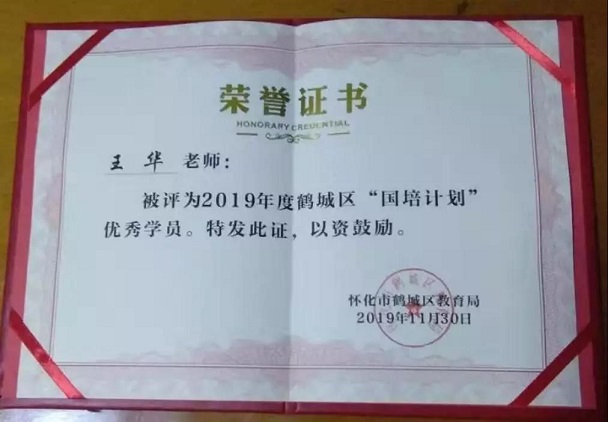 荣誉证书
HONORARY CREDENTIAL
王华 老师：
被评为2019年度鹤城区“国培计划”
优秀学员。特发此证，以资鼓励。
怀化市鹤城区教育局
2019年11月30日